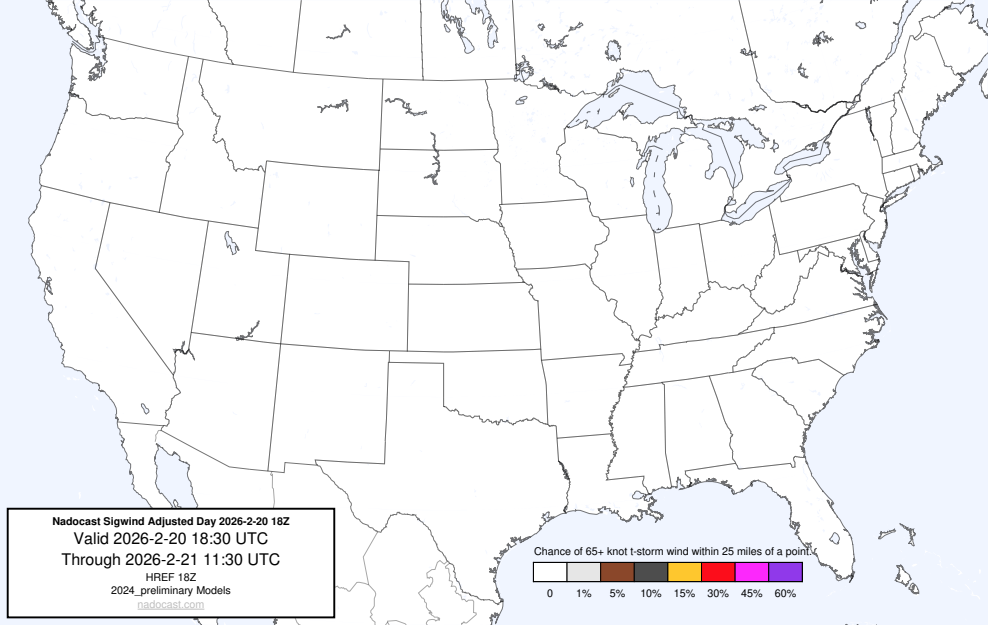 Nadocast Sigwind Adjusted Day 2026-2-20 18Z
Valid 2026-2-20 18:30 UTC
Through 2026-2-21 11:30 UTC
HREF 18Z
2024_preliminary Models
nadocast.com
Chance of 65+ knot t-storm wind within 25 miles of a point.
0 1% 5% 10% 15% 30% 45% 60%